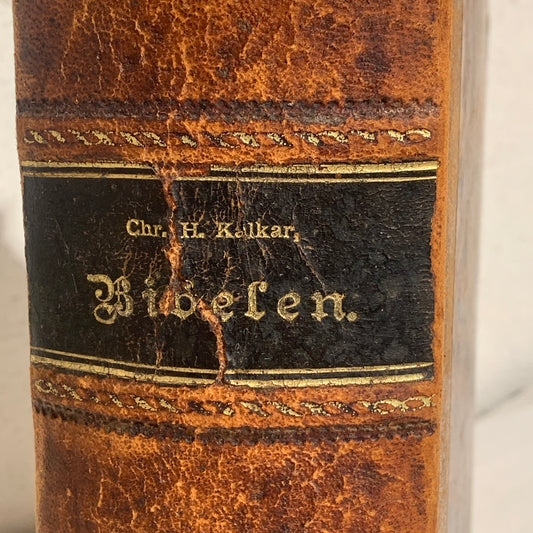 Chr. H. Kalkar,
Bibelen.